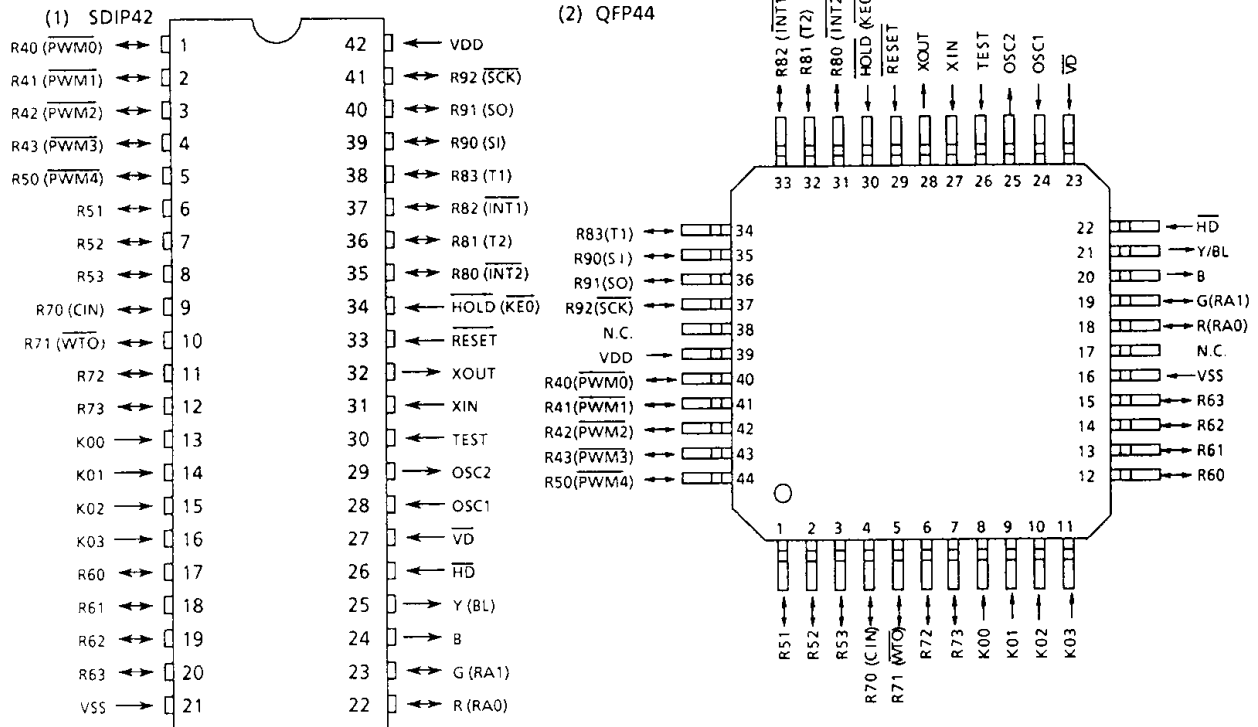 (1) SDIP42
R40 (PWM0) 1 42 VDD
R41 (PWM1) 2 41 R92 (SCK)
R42 (PWM2) 3 40 R91 (SO)
R43 (PWM3) 4 39 R90 (SI)
R50 (PWM4) 5 38 R83 (T1)
R51 6 37 R82 (INT1)
R52 7 36 R81 (T2)
R53 8 35 R80 (INT2)
R70 (CIN) 9 34 HOLD (KE0)
R71 (WTO) 10 33 RESET
R72 11 32 XOUT
R73 12 31 XIN
K00 13 30 TEST
K01 14 29 OSC2
K02 15 28 OSC1
K03 16 27 VD
R60 17 26 HD
R61 18 25 Y (BL)
R62 19 24 B
R63 20 23 G (RA1)
VSS 21 22 R (RA0)
(2) QFP44
R82 (INT1
R81 (T2)
R80 (INT2
HOLD (KE0
RESET
XOUT
XIN
TEST
OSC2
OSC1
VD
33 32 31 30 29 28 27 26 25 24 23
R83(T1) 34
R90(SI) 35
R91(SO) 36
R92(SCK) 37
N.C. 38
VDD 39
R40(PWM0) 40
R41(PWM1) 41
R42(PWM2) 42
R43(PWM3) 43
R50(PWM4) 44
22 HD
21 Y/BL
20 B
19 G(RA1)
18 R(RA0)
17 N.C.
16 VSS
15 R63
14 R62
13 R61
12 R60
1 2 3 4 5 6 7 8 9 10 11
R51
R52
R53
R70 (CIN)
R71 (WTO)
R72
R73
K00
K01
K02
K03